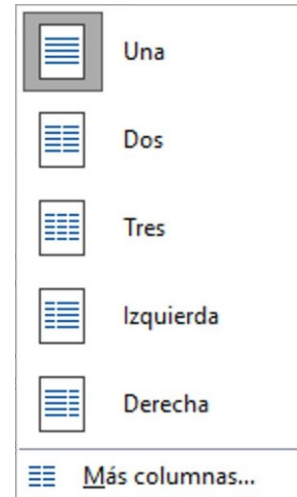 Una
Dos
Tres
Izquierda
Derecha
Más columnas...